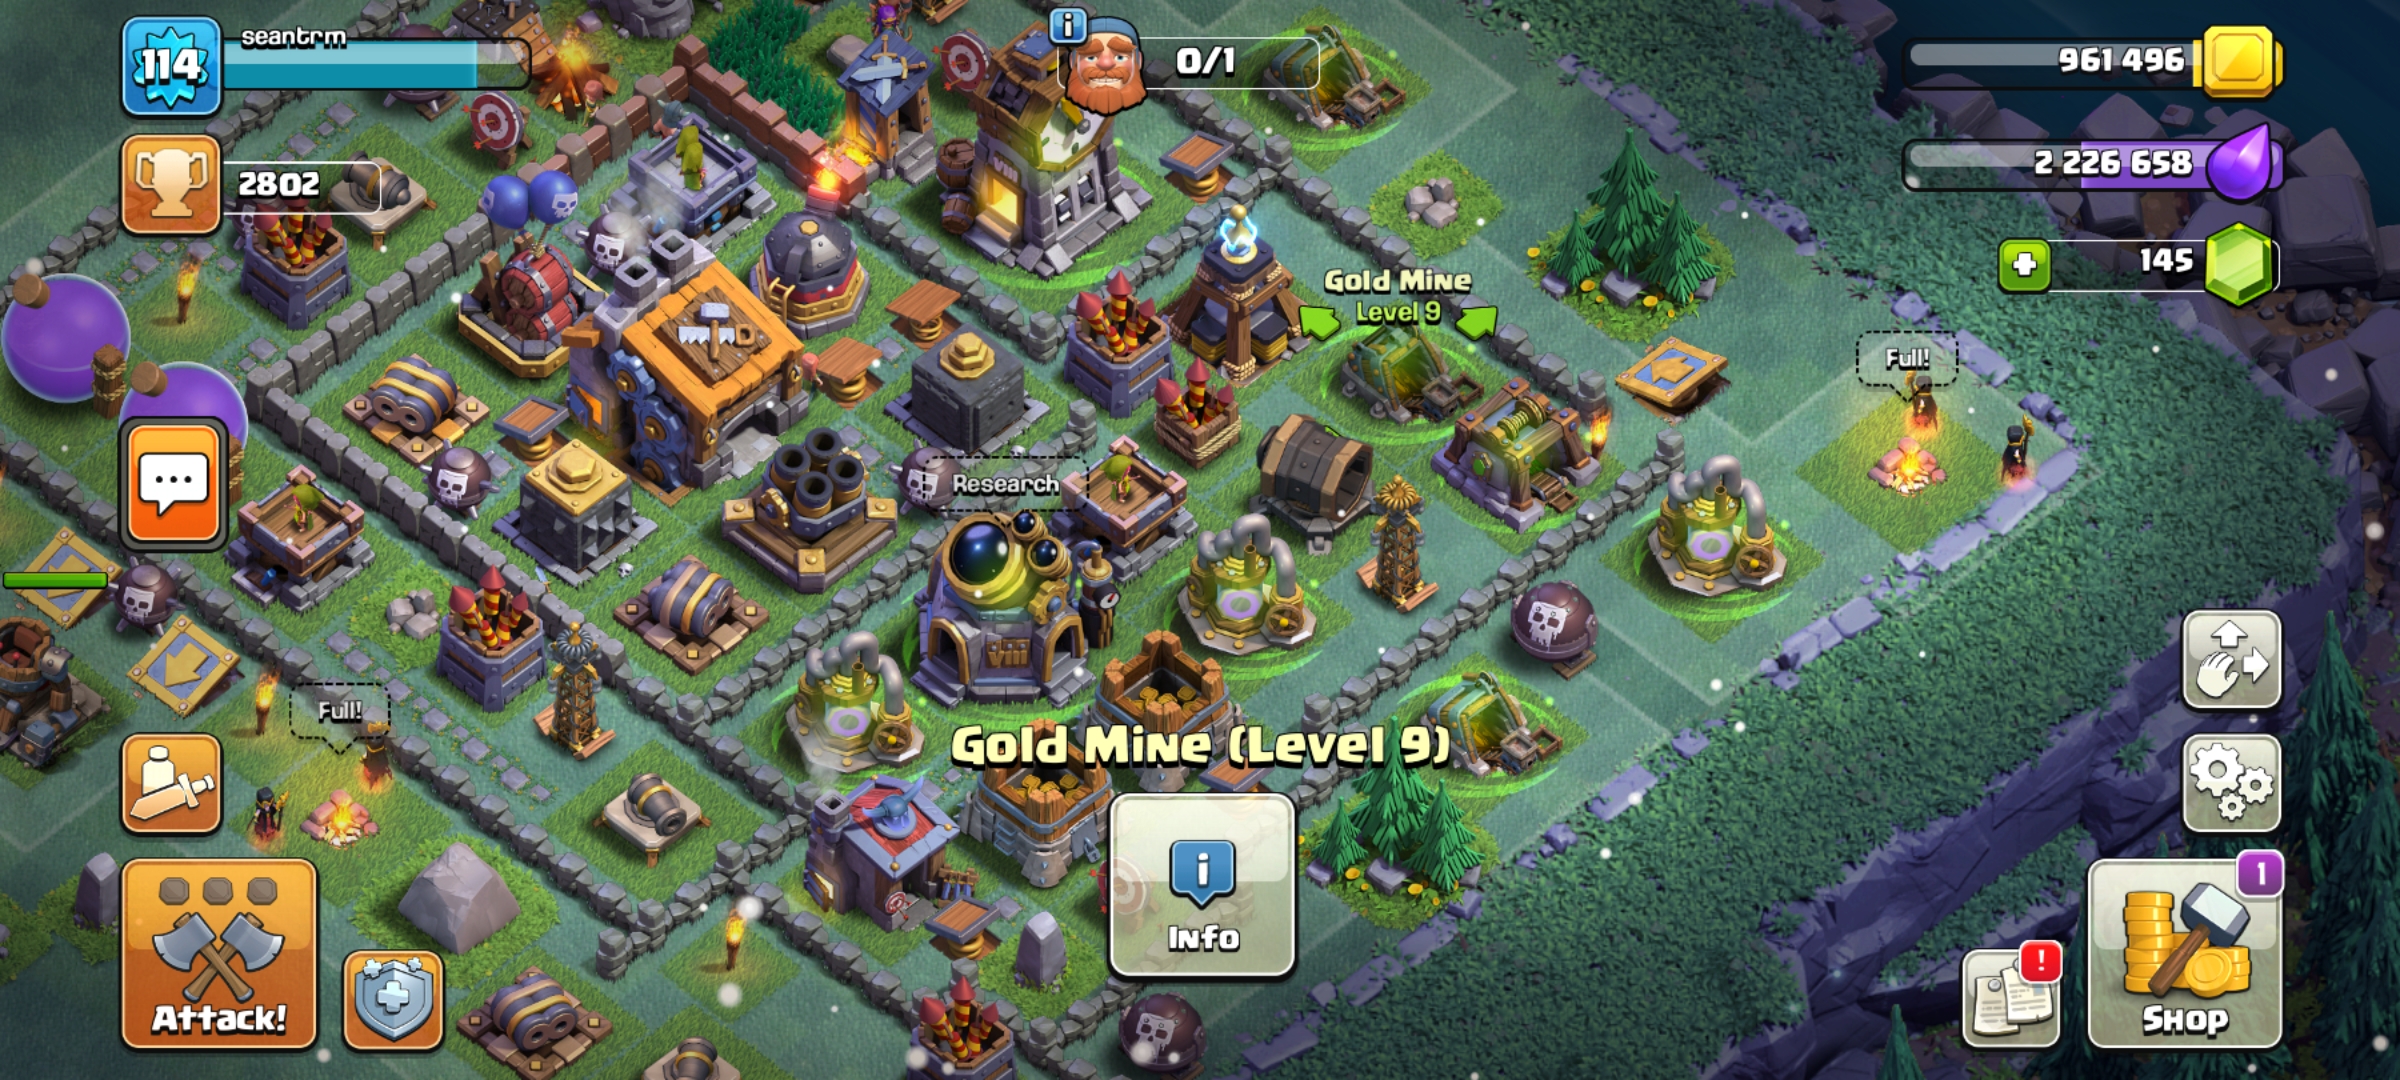 114
seantrm
i
0/1
961 496
2802
2 226 658
145
Gold Mine
Level 9
Full!
Research
VIII
Full!
Gold Mine (Level 9)
i
Info
1
!
Attack!
Shop